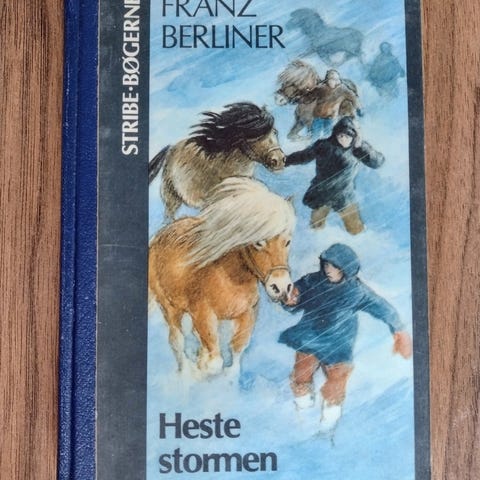 STRIBE·BØGERNE
FRANZ
BERLINER
Heste
stormen